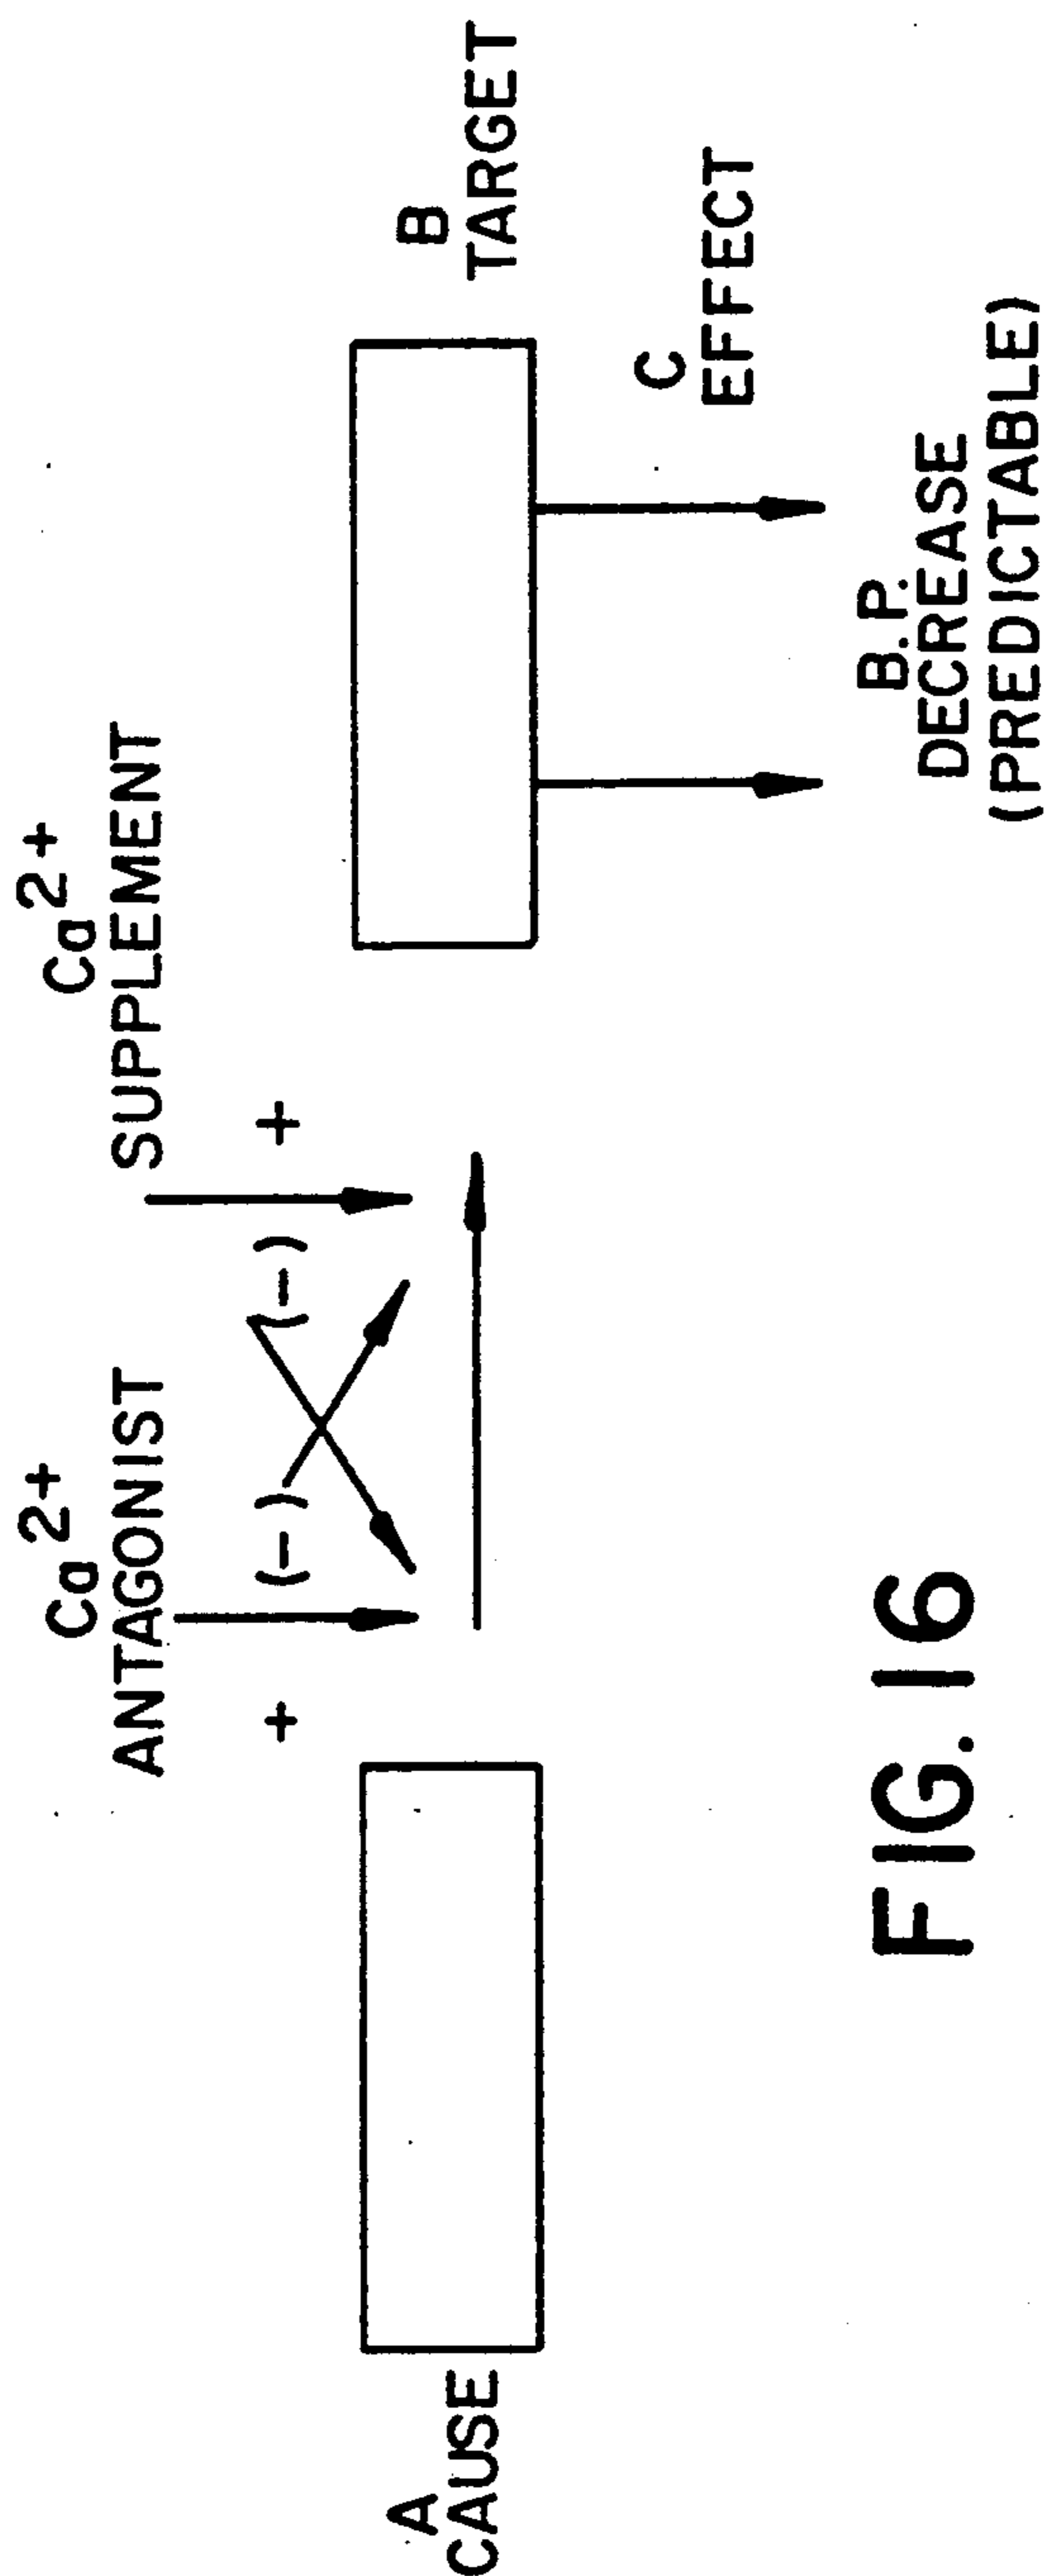 Ca2+
ANTAGONIST
Ca2+
SUPPLEMENT
+
(-)
(-)
+
A
CAUSE
B
TARGET
C
EFFECT
B.P.
DECREASE
(PREDICTABLE)
FIG. 16